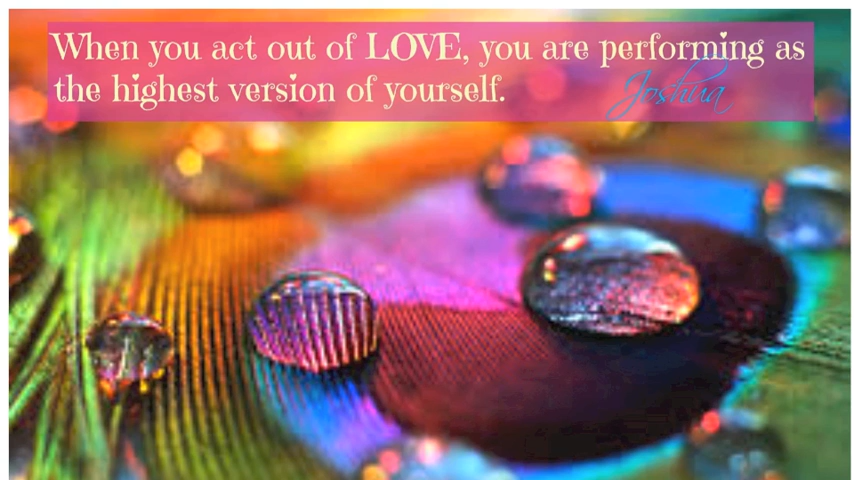 When you act out of LOVE, you are performing as
the highest version of yourself.
Joshua